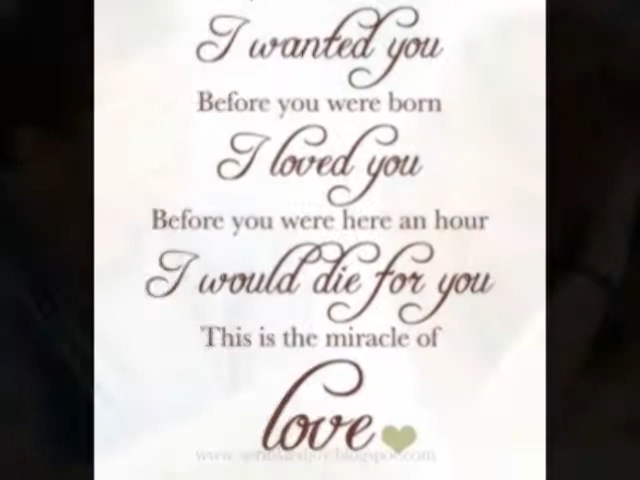 I wanted you
Before you were born
I loved you
Before you were here an hour
I would die for you
This is the miracle of
love